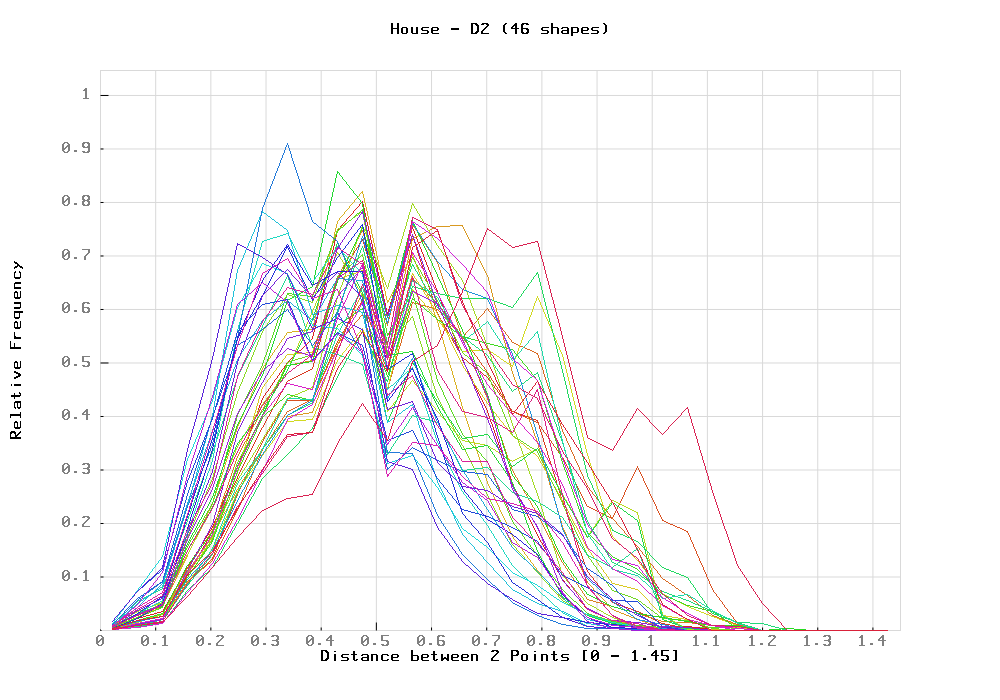 House - D2 (46 shapes)
Relative Frequency
1
0.9
0.8
0.7
0.6
0.5
0.4
0.3
0.2
0.1
0 0.1 0.2 0.3 0.4 0.5 0.6 0.7 0.8 0.9 1 1.1 1.2 1.3 1.4
Distance between 2 Points [0 - 1.45]